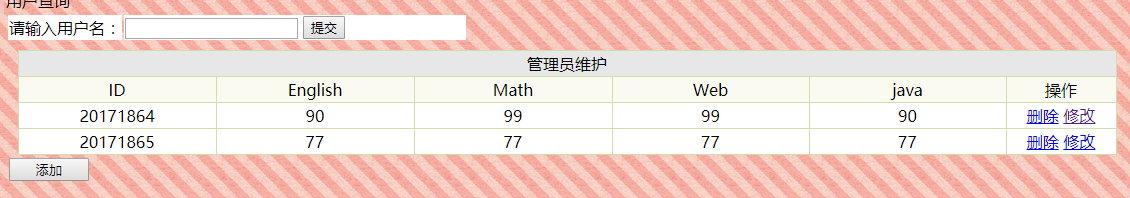 用户查询
请输入用户名： 提交
管理员维护
ID English Math Web java 操作
20171864 90 99 99 90 删除 修改
20171865 77 77 77 77 删除 修改
添加